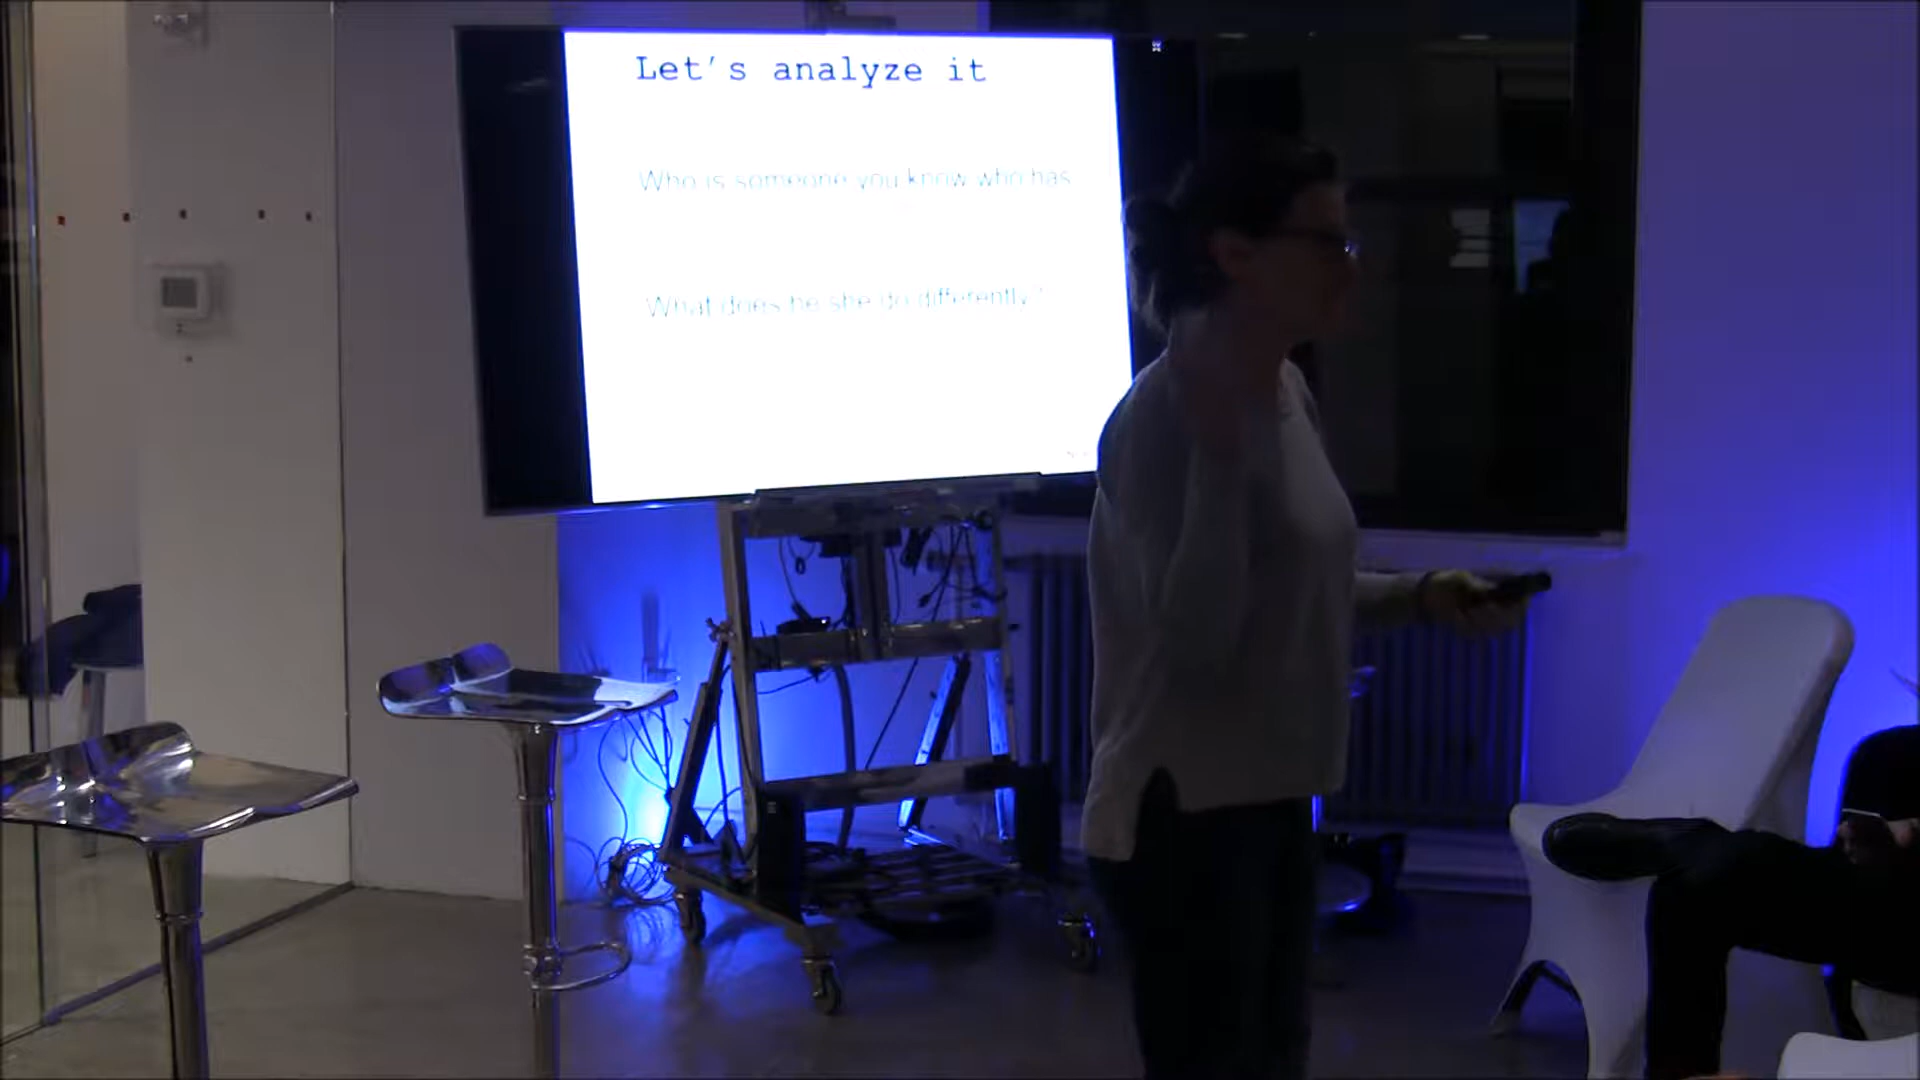 Let's analyze it
Who is someone you know who has
What does he she do differently?